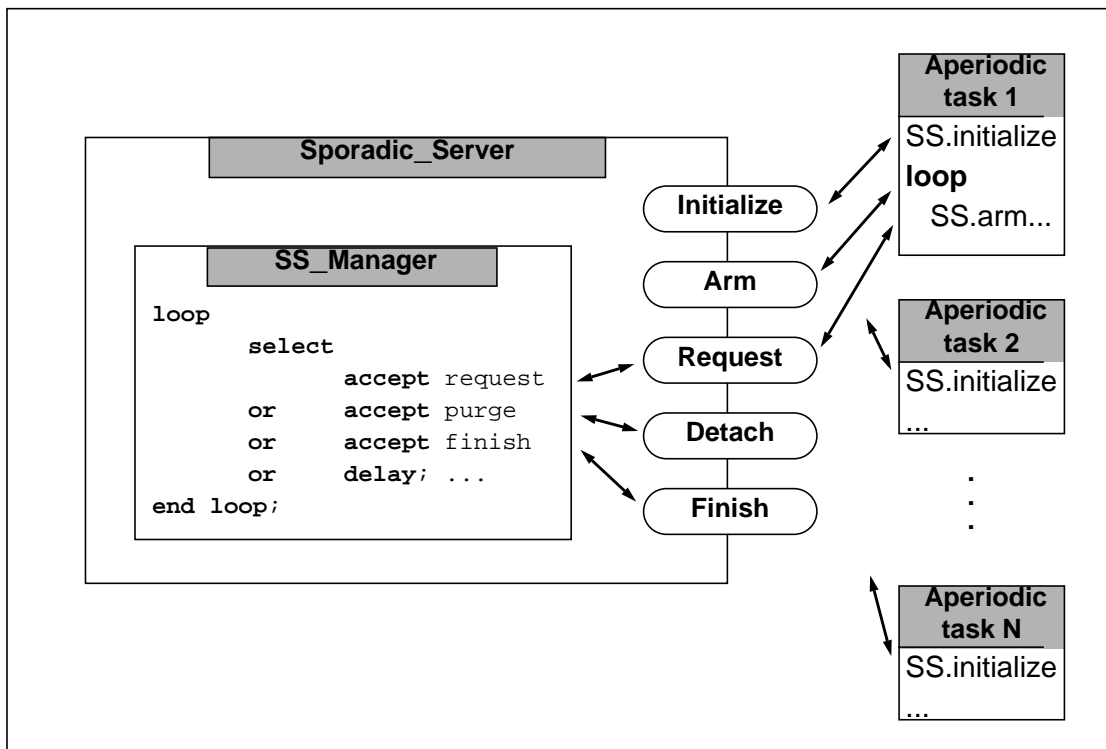 Sporadic_Server
SS_Manager
loop
select
accept request
or accept purge
or accept finish
or delay; ...
end loop;
Initialize
Arm
Request
Detach
Finish
Aperiodic
task 1
SS.initialize
loop
SS.arm...
Aperiodic
task 2
SS.initialize
...
.
.
.
Aperiodic
task N
SS.initialize
...